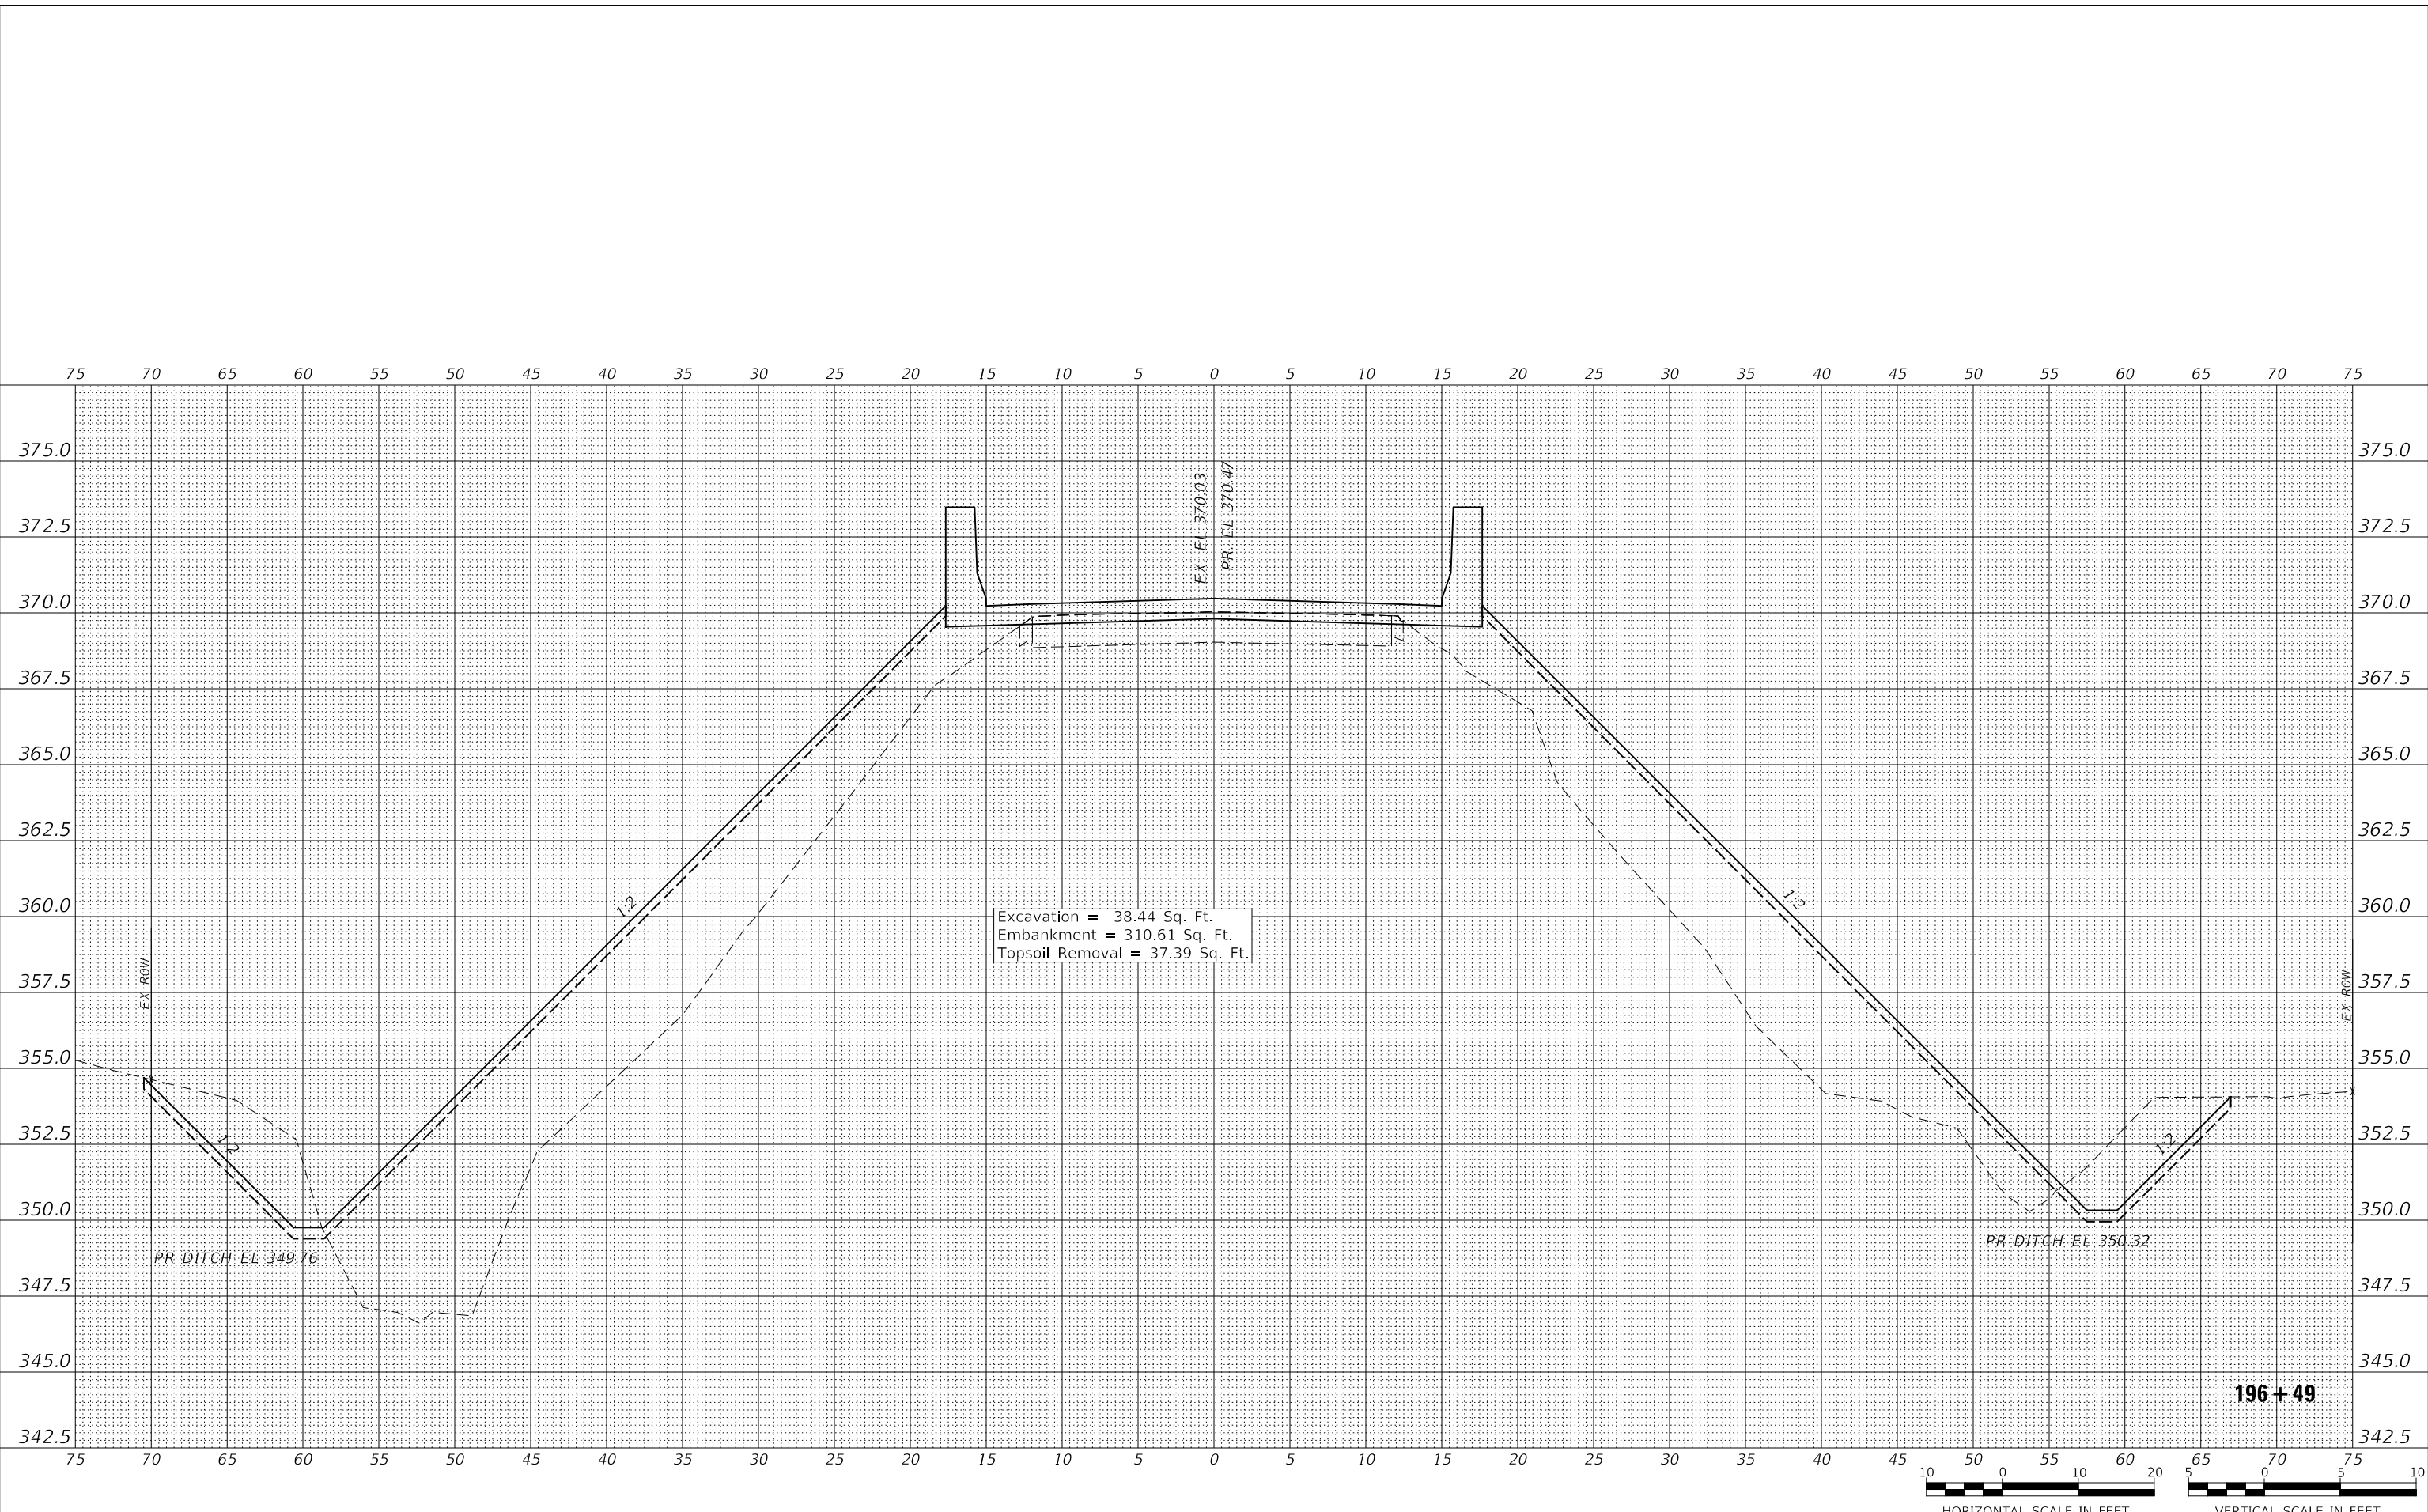 75 70 65 60 55 50 45 40 35 30 25 20 15 10 5 0 5 10 15 20 25 30 35 40 45 50 55 60 65 70 75
375.0 375.0
EX. EL 370.03
PR. EL 370.47
372.5 372.5
370.0 370.0
367.5 367.5
365.0 365.0
362.5 362.5
1:2 1:2
360.0 360.0
Excavation = 38.44 Sq. Ft.
Embankment = 310.61 Sq. Ft.
Topsoil Removal = 37.39 Sq. Ft.
EX ROW EX ROW
357.5 357.5
355.0 355.0
1:2 1:2
352.5 352.5
350.0 350.0
PR DITCH EL 349.76 PR DITCH EL 350.32
347.5 347.5
345.0 345.0
196+49
342.5 342.5
75 70 65 60 55 50 45 40 35 30 25 20 15 10 5 0 5 10 15 20 25 30 35 40 45 50 55 60 65 70 75
10 0 10 20 5 0 5 10
HORIZONTAL SCALE IN FEET VERTICAL SCALE IN FEET